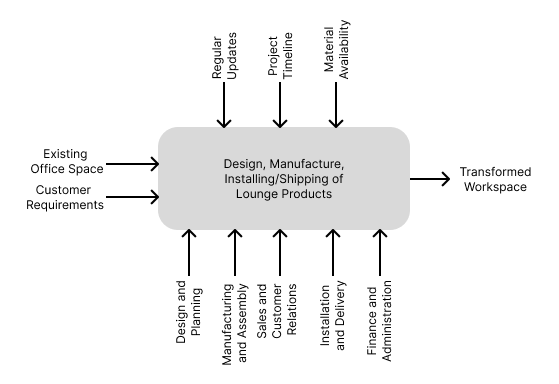 Regular
Updates
Project
Timeline
Material
Availability
Existing
Office Space
Customer
Requirements
Design, Manufacture,
Installing/Shipping of
Lounge Products
Transformed
Workspace
Design and
Planning
Manufacturing
and Assembly
Sales and
Customer
Relations
Installation
and Delivery
Finance and
Administration